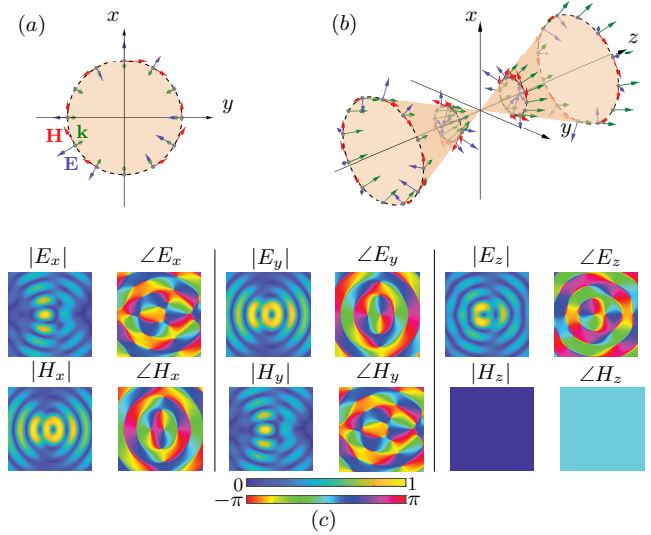 (a) x
y
H k
E
(b) x
z
y
|E_x| ∠E_x |E_y| ∠E_y |E_z| ∠E_z
|H_x| ∠H_x |H_y| ∠H_y |H_z| ∠H_z
0 1
−π π
(c)